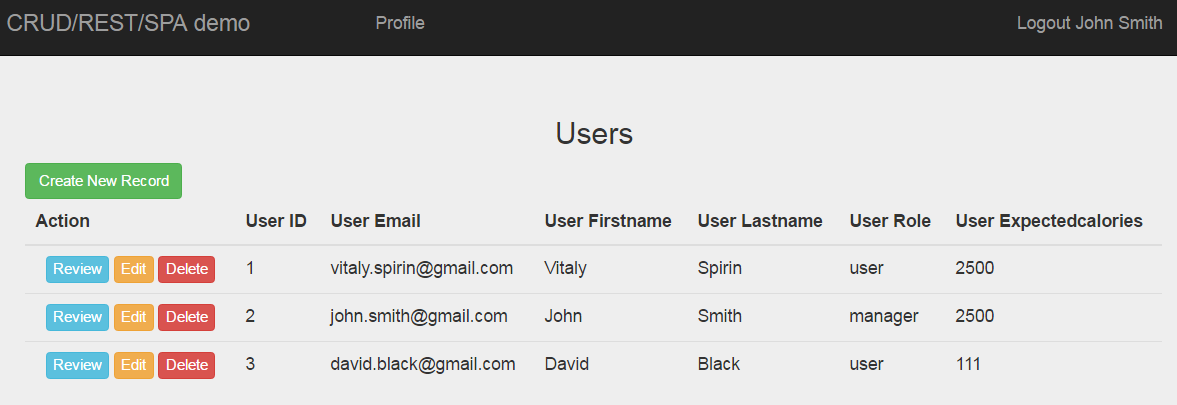 CRUD/REST/SPA demo Profile Logout John Smith
Users
Create New Record
Action User ID User Email User Firstname User Lastname User Role User Expectedcalories
Review Edit Delete 1 vitaly.spirin@gmail.com Vitaly Spirin user 2500
Review Edit Delete 2 john.smith@gmail.com John Smith manager 2500
Review Edit Delete 3 david.black@gmail.com David Black user 111